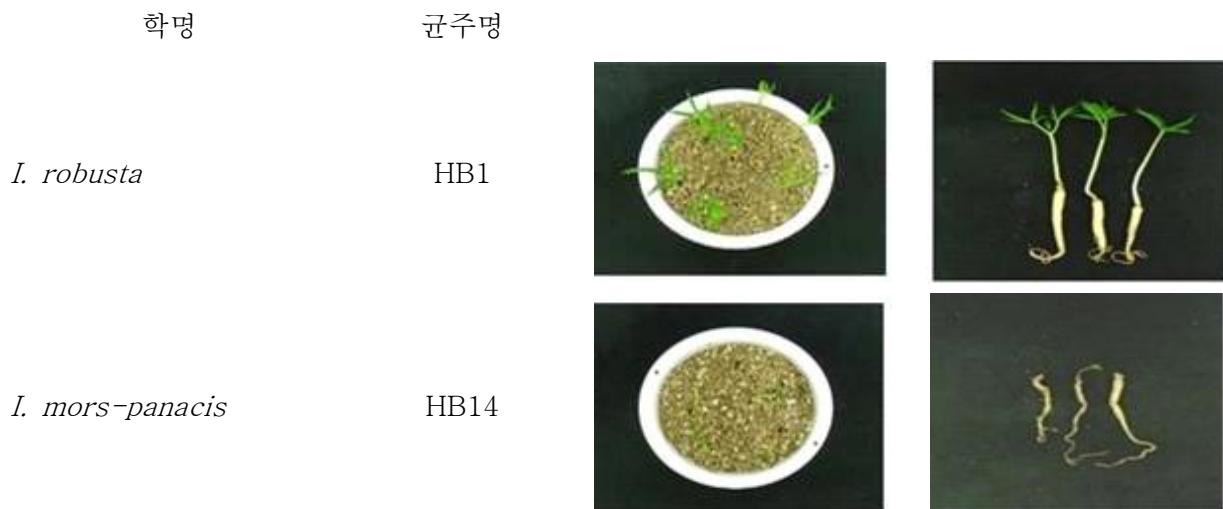 학명 균주명
I. robusta HB1
I. mors-panacis HB14